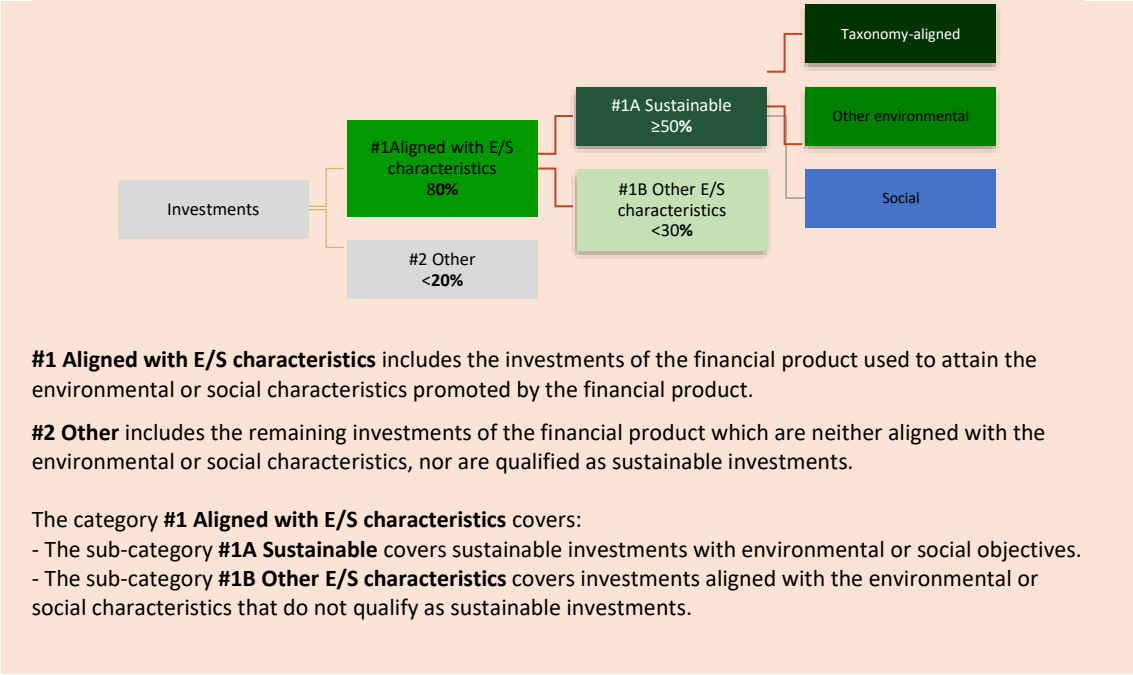 Taxonomy-aligned
#1A Sustainable
≥50%
Other environmental
#1Aligned with E/S
characteristics
80%
Investments
#1B Other E/S
characteristics
<30%
Social
#2 Other
<20%
#1 Aligned with E/S characteristics includes the investments of the financial product used to attain the
environmental or social characteristics promoted by the financial product.
#2 Other includes the remaining investments of the financial product which are neither aligned with the
environmental or social characteristics, nor are qualified as sustainable investments.
The category #1 Aligned with E/S characteristics covers:
- The sub-category #1A Sustainable covers sustainable investments with environmental or social objectives.
- The sub-category #1B Other E/S characteristics covers investments aligned with the environmental or
social characteristics that do not qualify as sustainable investments.